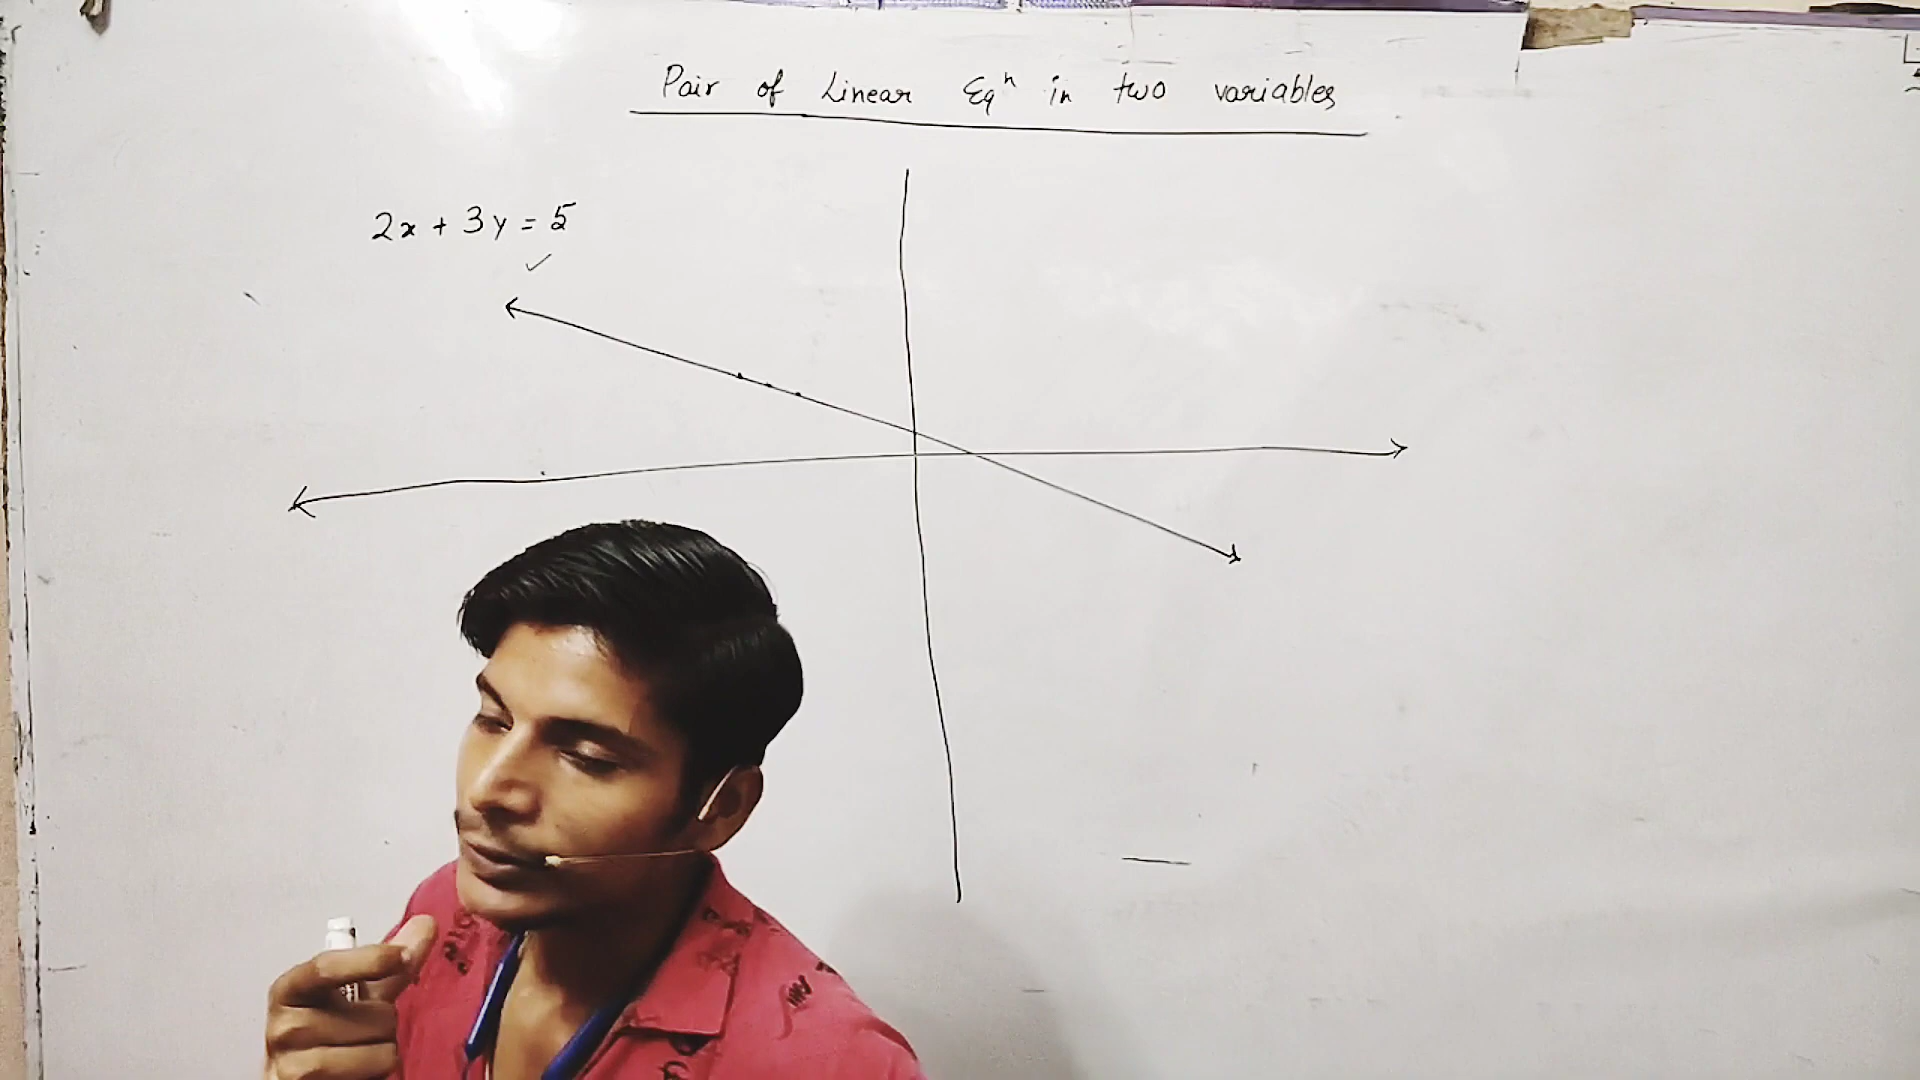 Pair of Linear Eqⁿ in two variables
2x + 3y = 5